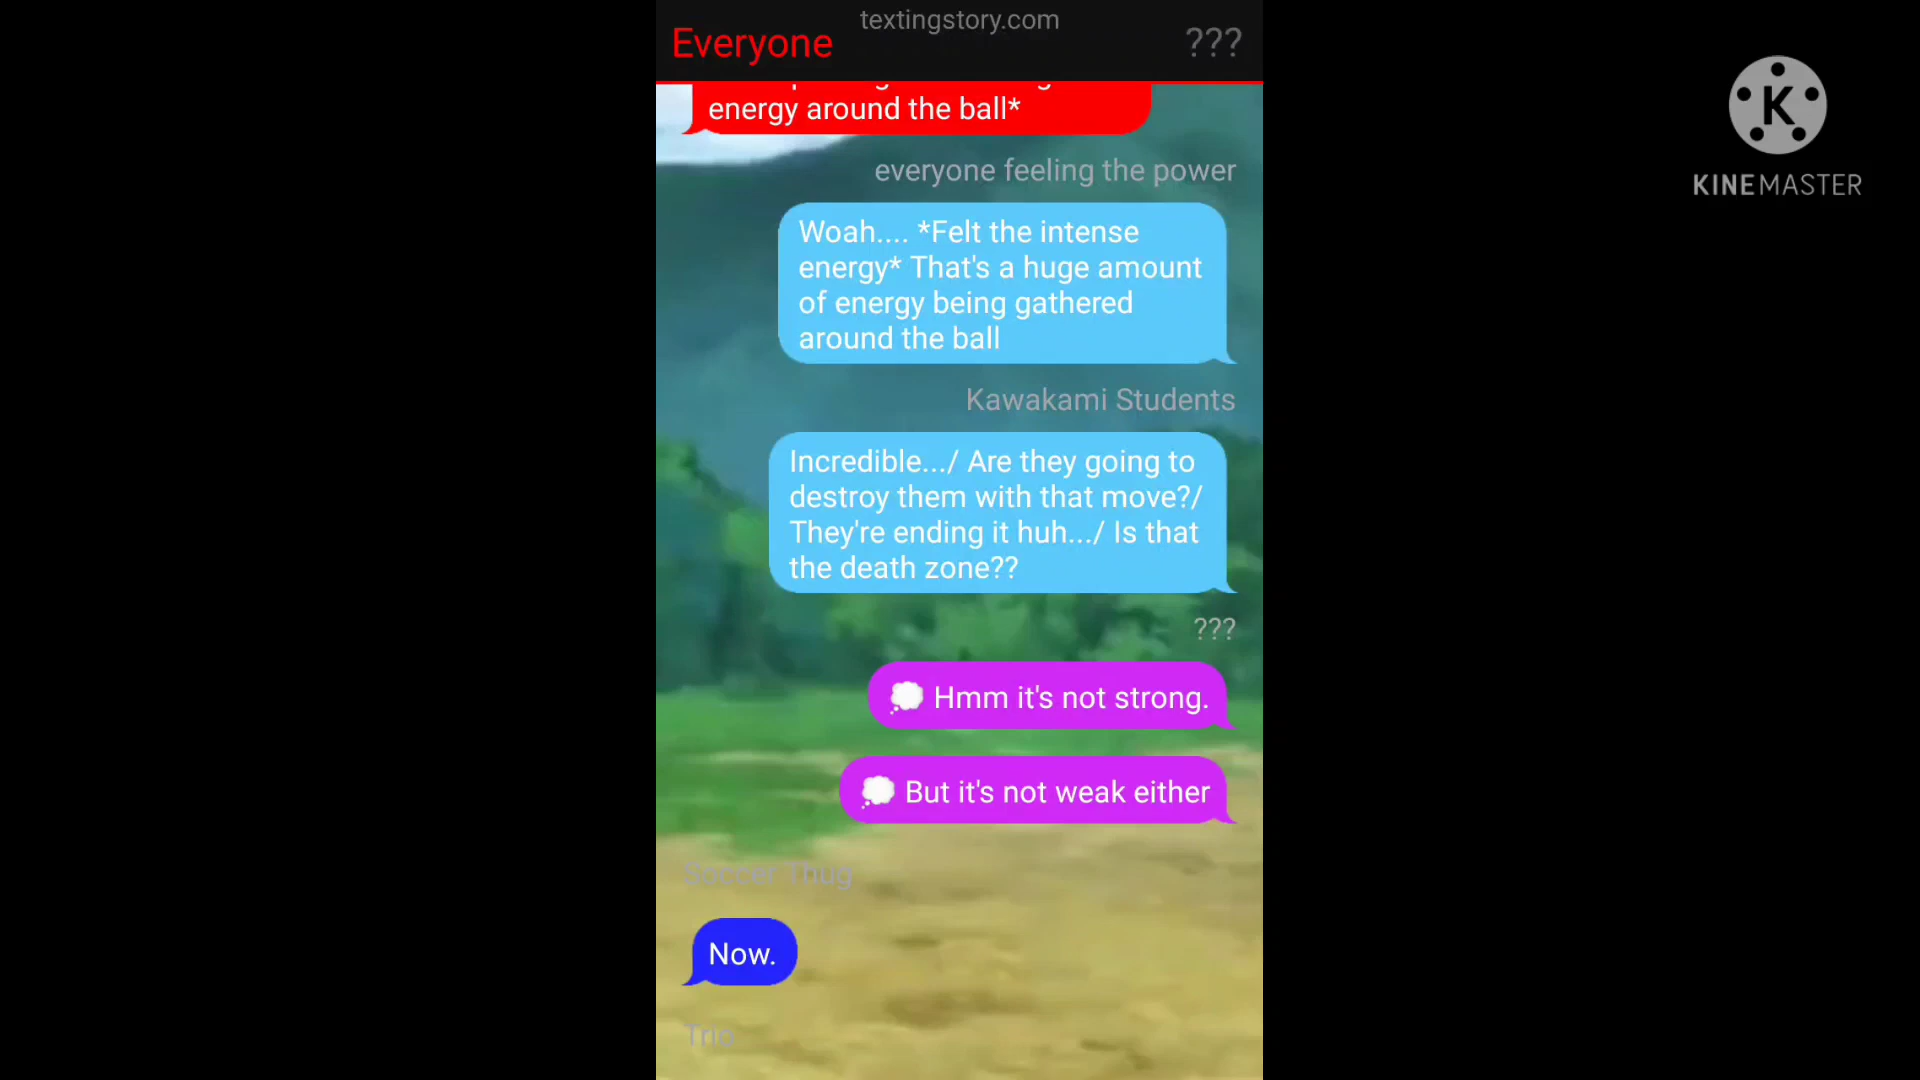 textingstory.com
Everyone
???
energy around the ball*
everyone feeling the power
Woah.... *Felt the intense
energy* That's a huge amount
of energy being gathered
around the ball
Kawakami Students
Incredible.../ Are they going to
destroy them with that move?/
They're ending it huh.../ Is that
the death zone??
???
💭 Hmm it's not strong.
💭 But it's not weak either
Soccer Thug
Now.
Trio
K
KINEMASTER